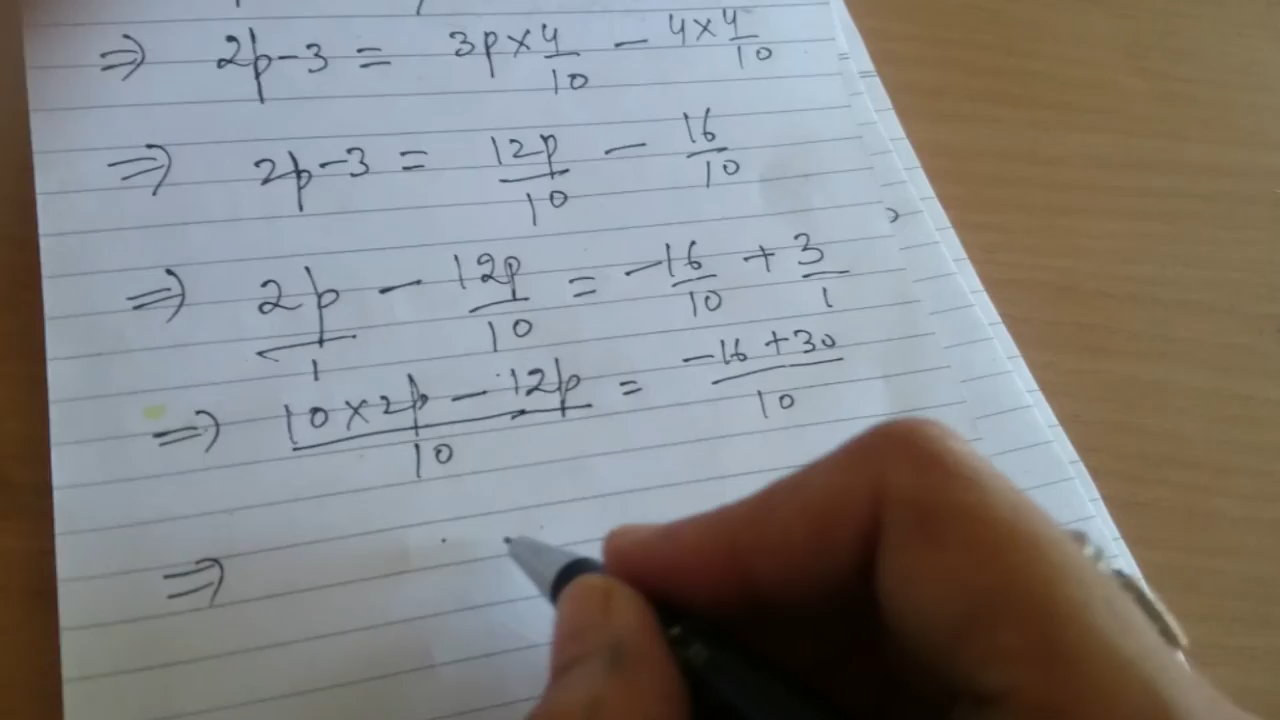 ⇒ 2p-3 = 3p×4/10 - 4×4/10
⇒ 2p-3 = 12p/10 - 16/10
⇒ 2p/1 - 12p/10 = -16/10 + 3/1
⇒ 10×2p - 12p/10 = -16+30/10
⇒